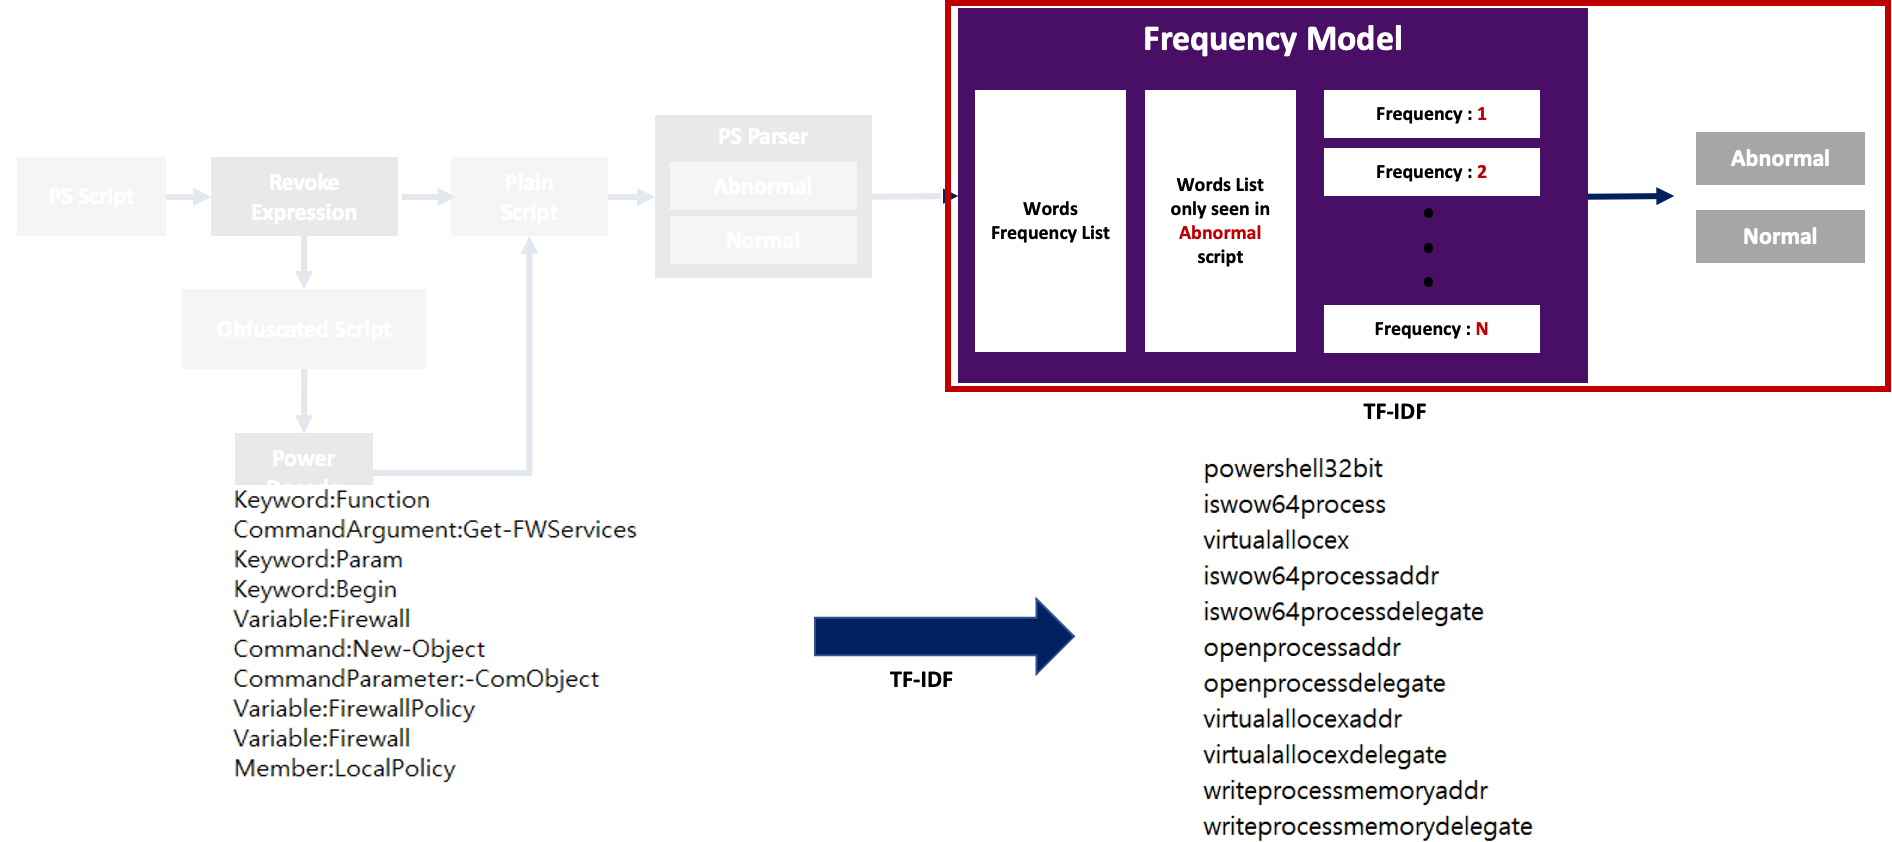 Frequency Model
PS Script
Revoke
Expression
Plain
Script
PS Parser
Abnormal
Normal
Obfuscated Script
Power
Words
Frequency List
Words List
only seen in
Abnormal
script
Frequency : 1
Frequency : 2
Frequency : N
Abnormal
Normal
TF-IDF
Keyword:Function
CommandArgument:Get-FWServices
Keyword:Param
Keyword:Begin
Variable:Firewall
Command:New-Object
CommandParameter:-ComObject
Variable:FirewallPolicy
Variable:Firewall
Member:LocalPolicy
TF-IDF
powershell32bit
iswow64process
virtualallocex
iswow64processaddr
iswow64processdelegate
openprocessaddr
openprocessdelegate
virtualallocexaddr
virtualallocexdelegate
writeprocessmemoryaddr
writeprocessmemorydelegate